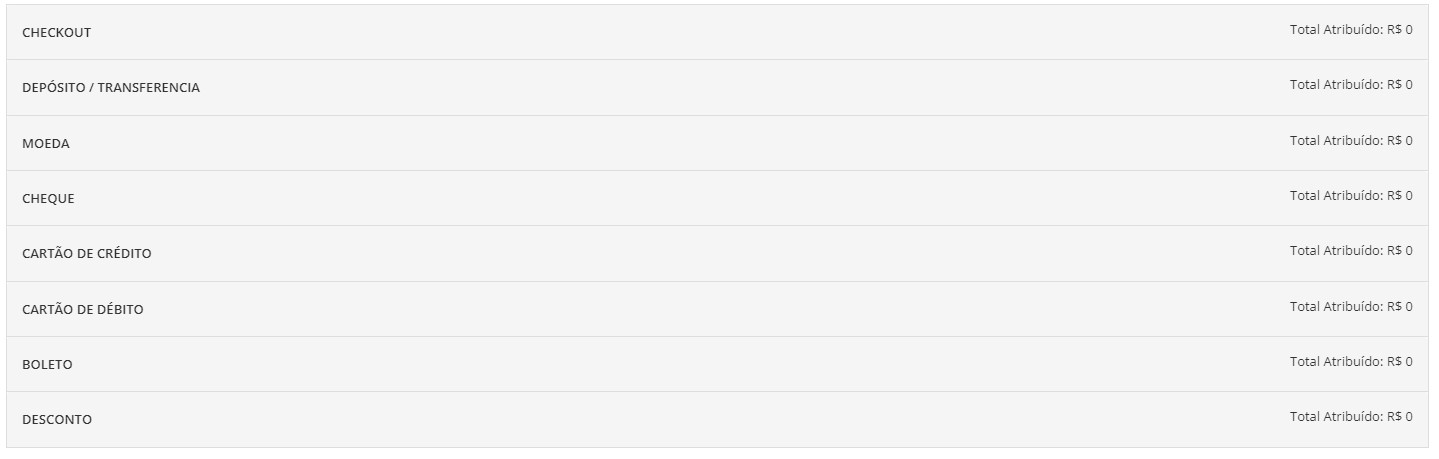 CHECKOUT Total Atribuído: R$ 0
DEPÓSITO / TRANSFERENCIA Total Atribuído: R$ 0
MOEDA Total Atribuído: R$ 0
CHEQUE Total Atribuído: R$ 0
CARTÃO DE CRÉDITO Total Atribuído: R$ 0
CARTÃO DE DÉBITO Total Atribuído: R$ 0
BOLETO Total Atribuído: R$ 0
DESCONTO Total Atribuído: R$ 0